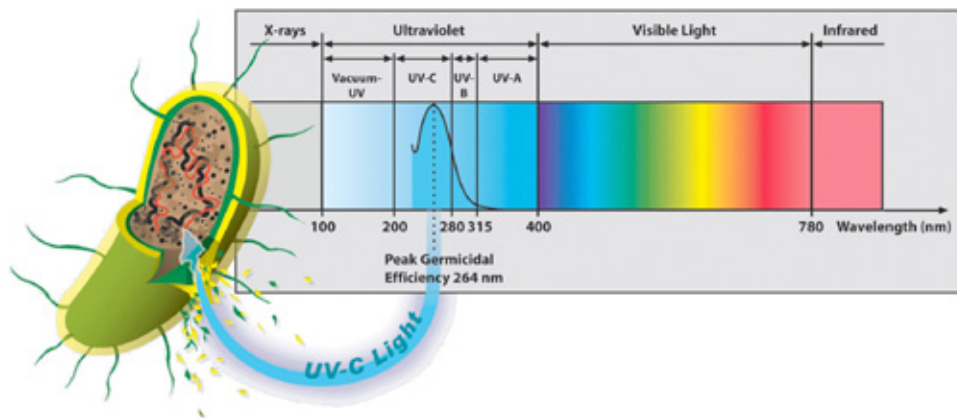 X-rays Ultraviolet Visible Light Infrared
Vacuum-
UV
UV-C
UV-
B
UV-A
100 200 280 315 400 780 Wavelength (nm)
Peak Germicidal
Efficiency 264 nm
UV-C Light